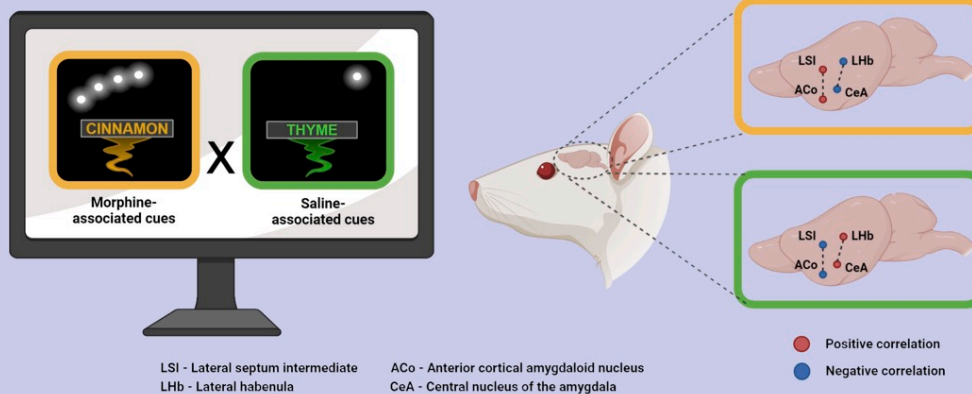 CINNAMON
THYME
X
Morphine-
associated cues
Saline-
associated cues
LSI
LHb
ACo
CeA
LSI
LHb
ACo
CeA
LSI - Lateral septum intermediate
LHb - Lateral habenula
ACo - Anterior cortical amygdaloid nucleus
CeA - Central nucleus of the amygdala
Positive correlation
Negative correlation